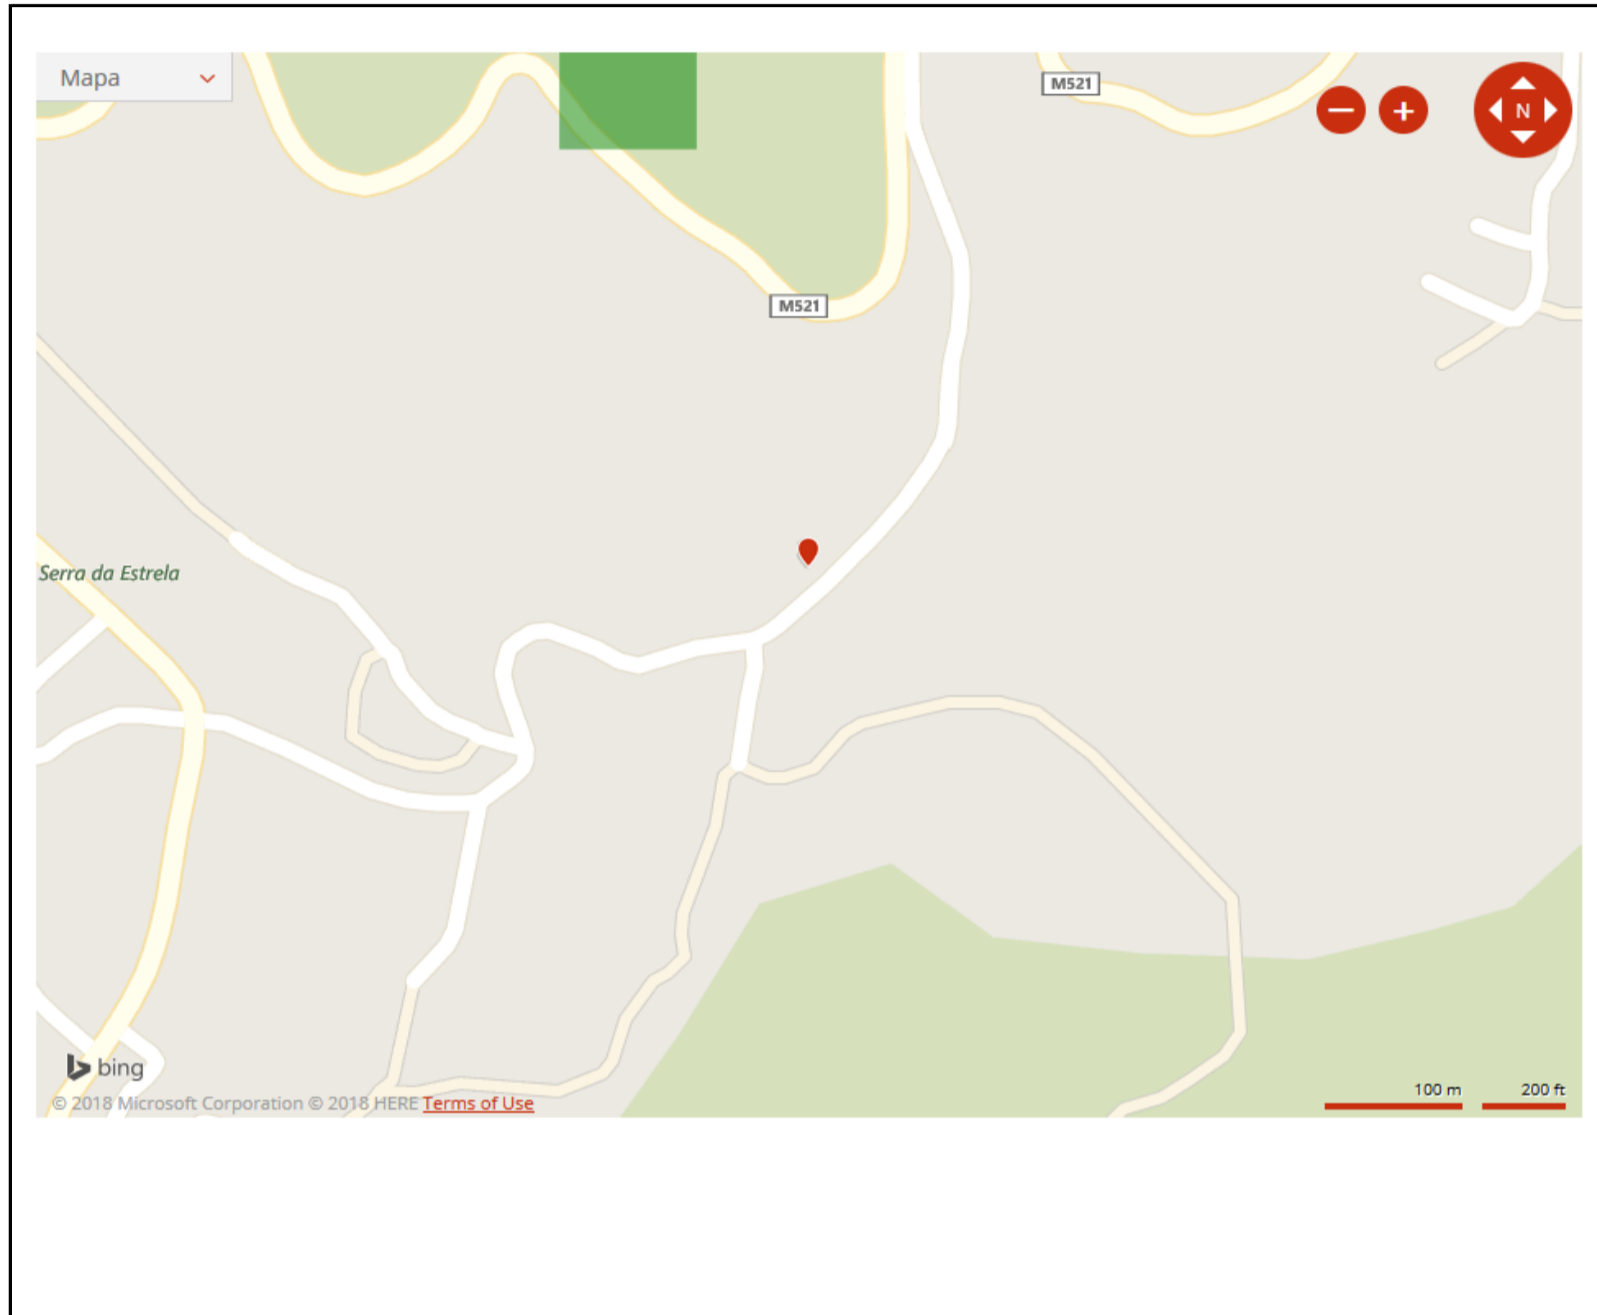 Mapa
M521
N
M521
Serra da Estrela
bing
100 m 200 ft
© 2018 Microsoft Corporation © 2018 HERE Terms of Use